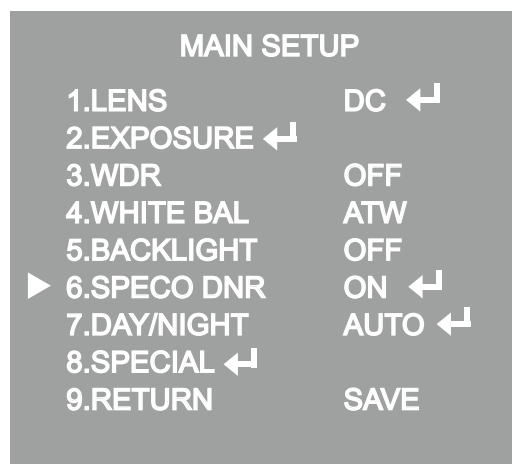 MAIN SETUP
1.LENS DC ↵
2.EXPOSURE ↵
3.WDR OFF
4.WHITE BAL ATW
5.BACKLIGHT OFF
6.SPECO DNR ON ↵
7.DAY/NIGHT AUTO ↵
8.SPECIAL ↵
9.RETURN SAVE